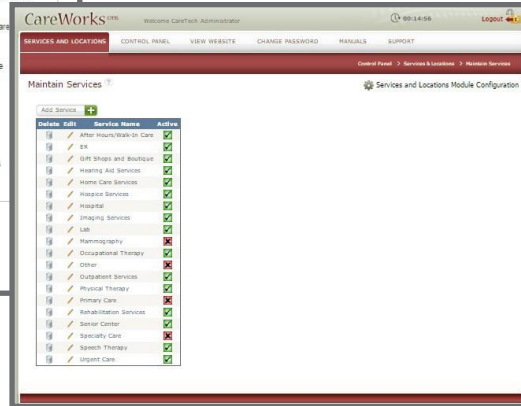 CareWorks CMS
Welcome CareTech Administrator
00:14:56
Logout
SERVICES AND LOCATIONS CONTROL PANEL VIEW WEBSITE CHANGE PASSWORD MANUALS SUPPORT
Control Panel > Services & Locations > Maintain Services
Maintain Services ?
Services and Locations Module Configuration
Add Service
Delete Edit Service Name Active
After Hours/Walk-In Care
ER
Gift Shops and Boutique
Hearing Aid Services
Home Care Services
Hospice Services
Hospital
Imaging Services
Lab
Mammography
Occupational Therapy
Other
Outpatient Services
Physical Therapy
Primary Care
Rehabilitation Services
Senior Center
Specialty Care
Speech Therapy
Urgent Care